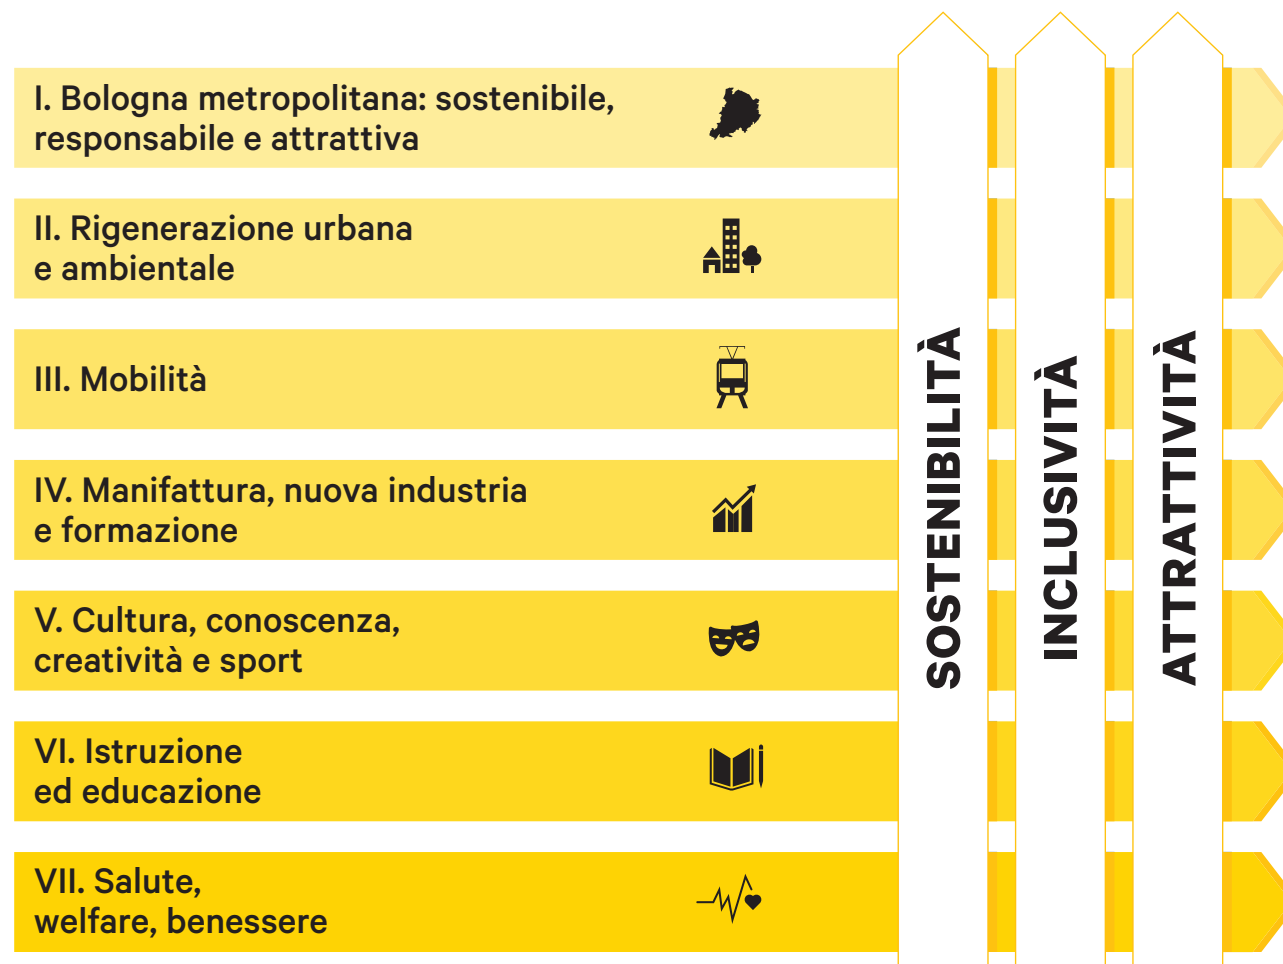 I. Bologna metropolitana: sostenibile,
responsabile e attrattiva
II. Rigenerazione urbana
e ambientale
III. Mobilità
IV. Manifattura, nuova industria
e formazione
V. Cultura, conoscenza,
creatività e sport
VI. Istruzione
ed educazione
VII. Salute,
welfare, benessere
SOSTENIBILITÀ
INCLUSIVITÀ
ATTRATTIVITÀ